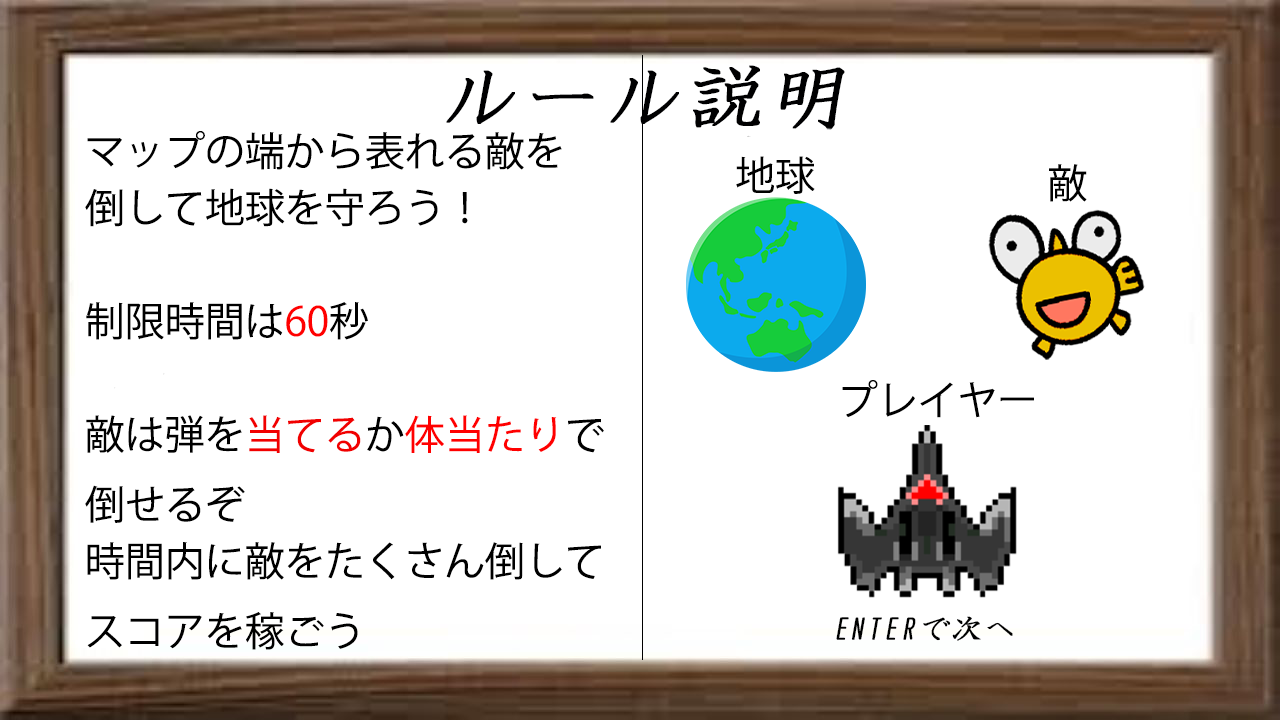 ルール説明
マップの端から表れる敵を
倒して地球を守ろう！
制限時間は60秒
敵は弾を当てるか体当たりで
倒せるぞ
時間内に敵をたくさん倒して
スコアを稼ごう
地球
敵
プレイヤー
ENTERで次へ